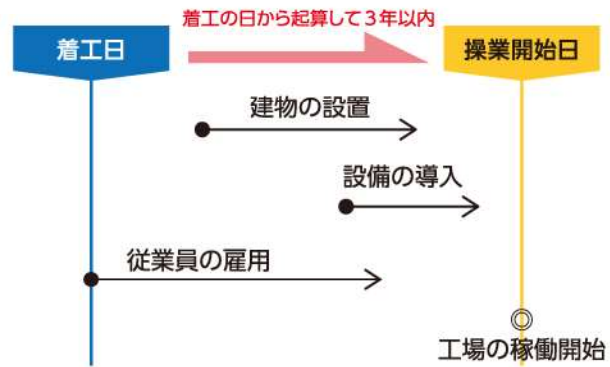 着工の日から起算して3年以内
着工日
操業開始日
建物の設置
設備の導入
従業員の雇用
◎
工場の稼働開始